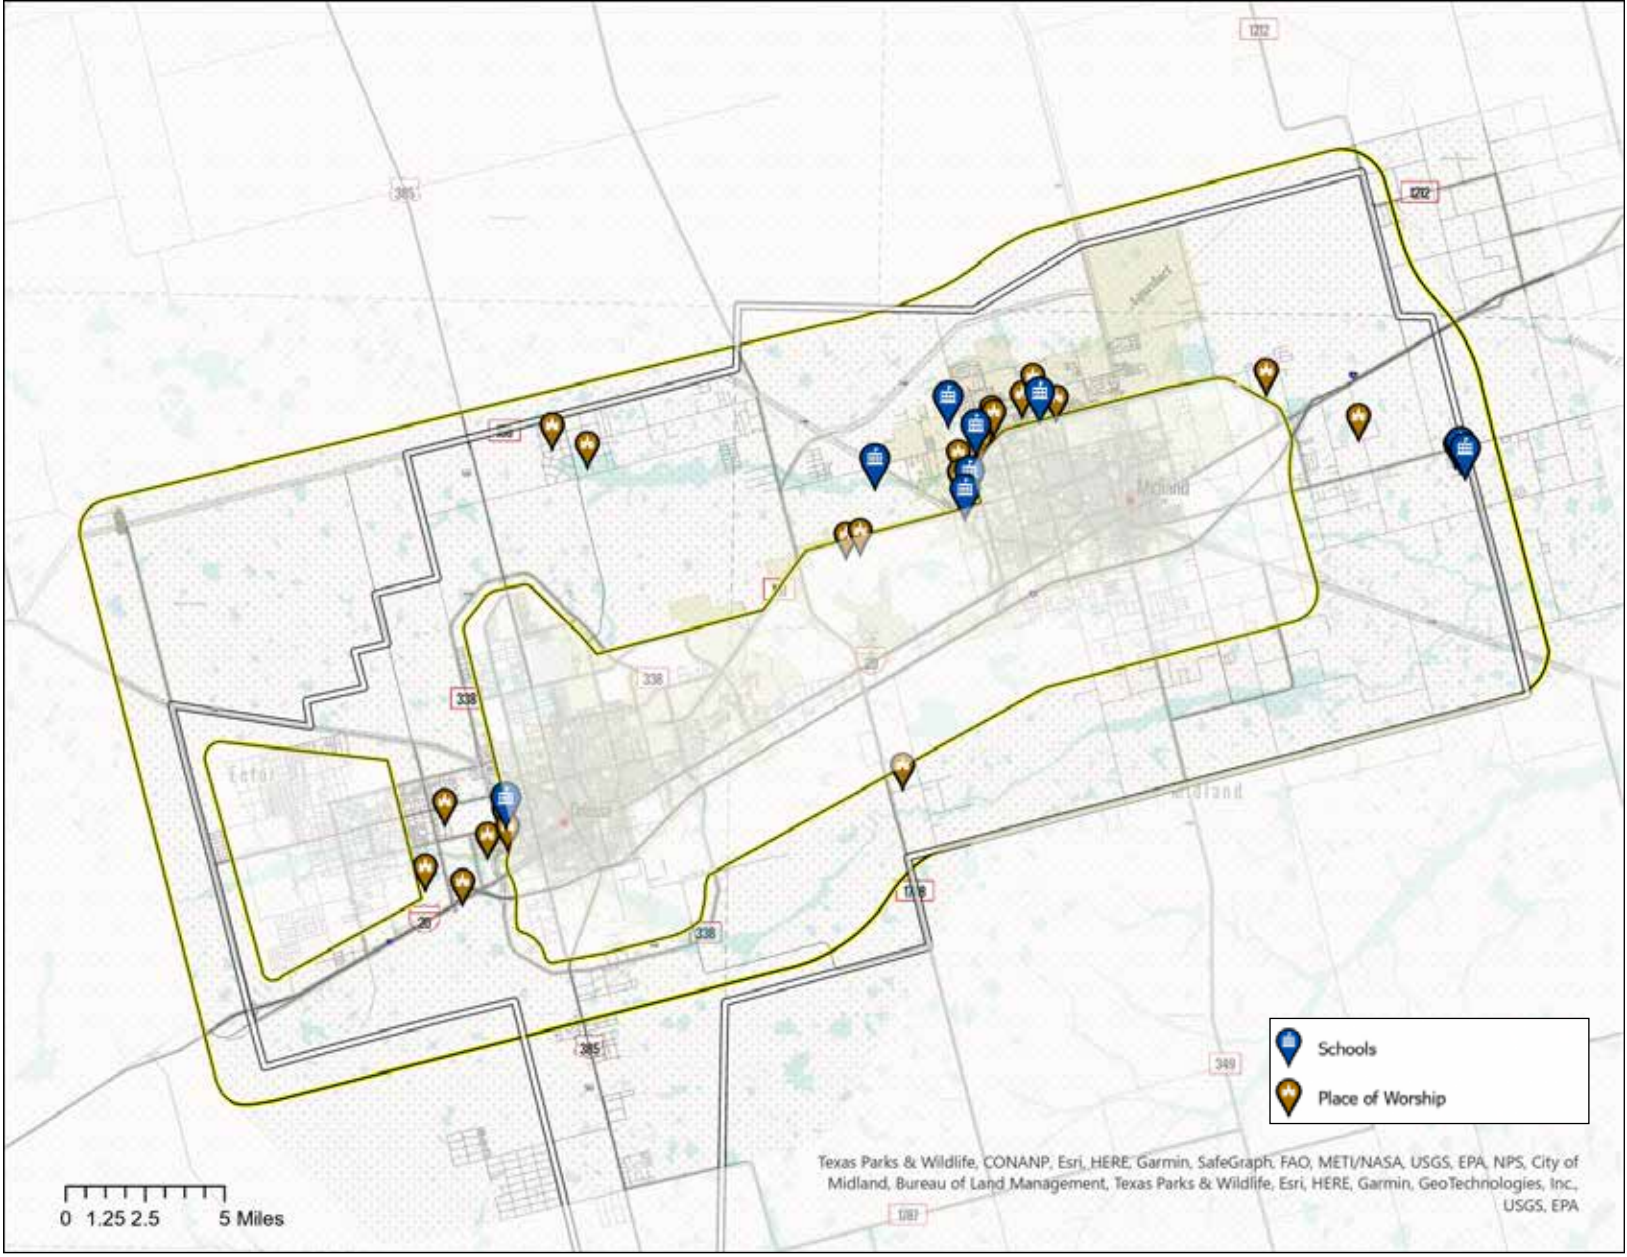 1212
385
1212
Aqueduct
Midland
338
20
338
Ector
Odessa
Midland
1788
20
338
385
349
1787
Schools
Place of Worship
Texas Parks & Wildlife, CONANP, Esri, HERE, Garmin, SafeGraph, FAO, METI/NASA, USGS, EPA, NPS, City of
Midland, Bureau of Land Management, Texas Parks & Wildlife, Esri, HERE, Garmin, GeoTechnologies, Inc.,
USGS, EPA
0 1.25 2.5 5 Miles